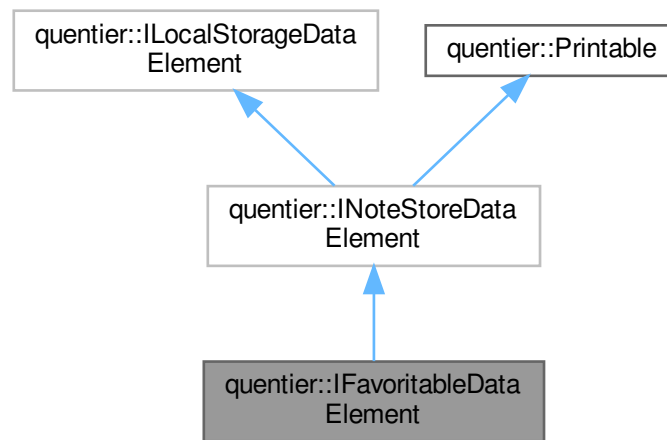 quentier::ILocalStorageData
Element
quentier::Printable
quentier::INoteStoreData
Element
quentier::IFavoritableData
Element